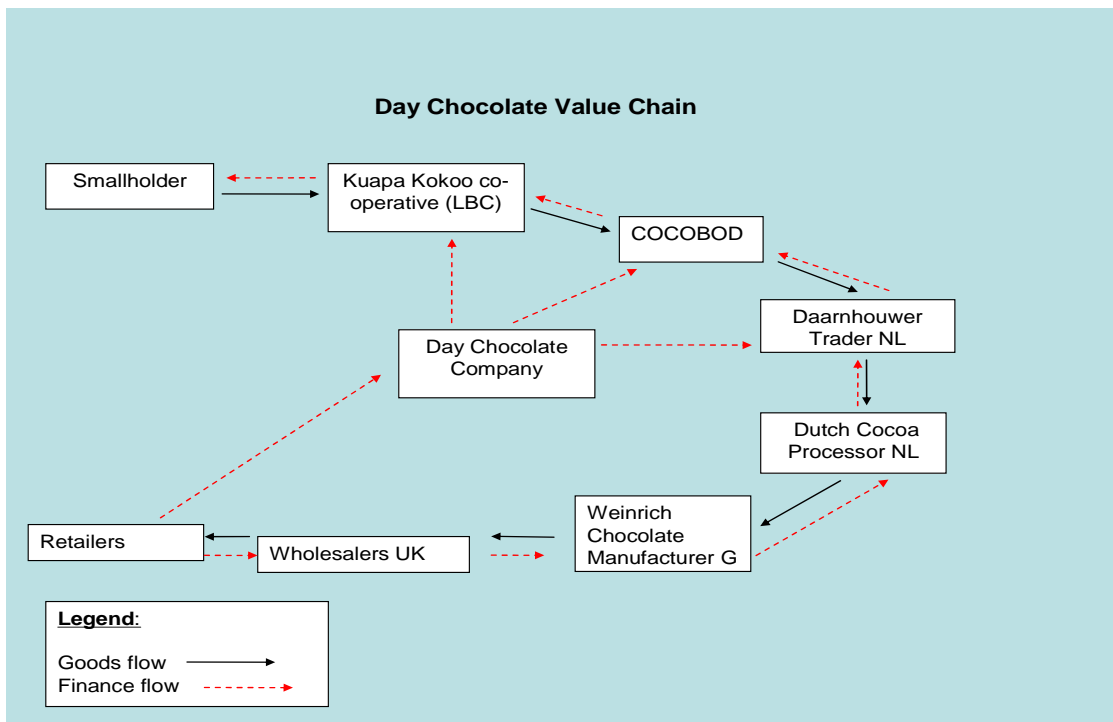 Day Chocolate Value Chain
Smallholder
Kuapa Kokoo co-
operative (LBC)
COCOBOD
Daarnhouwer
Trader NL
Day Chocolate
Company
Dutch Cocoa
Processor NL
Weinrich
Chocolate
Manufacturer G
Wholesalers UK
Retailers
Legend:
Goods flow
Finance flow